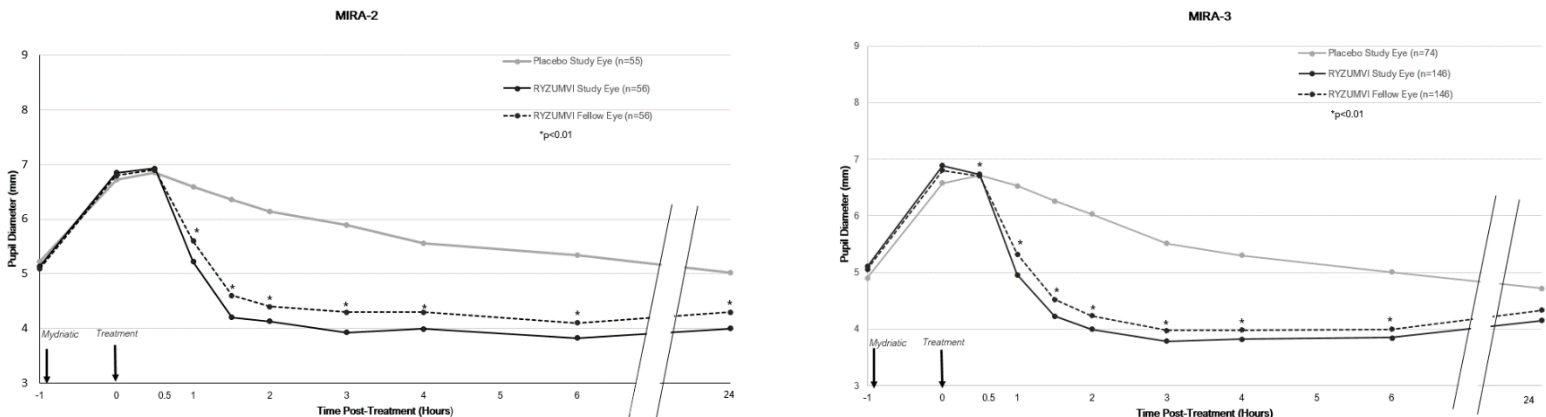 MIRA-2
9
8
7
6
5
4
3
Pupil Diameter (mm)
Placebo Study Eye (n=55)
RYZUMVI Study Eye (n=56)
RYZUMVI Fellow Eye (n=56)
*p<0.01
* * * * * * *
Mydriatic
Treatment
-1 0 0.5 1 2 3 4 5 6 24
Time Post-Treatment (Hours)
MIRA-3
9
8
7
6
5
4
3
Pupil Diameter (mm)
Placebo Study Eye (n=74)
RYZUMVI Study Eye (n=146)
RYZUMVI Fellow Eye (n=146)
*p<0.01
* * * * * * *
Mydriatic
Treatment
-1 0 0.5 1 2 3 4 5 6 24
Time Post-Treatment (Hours)